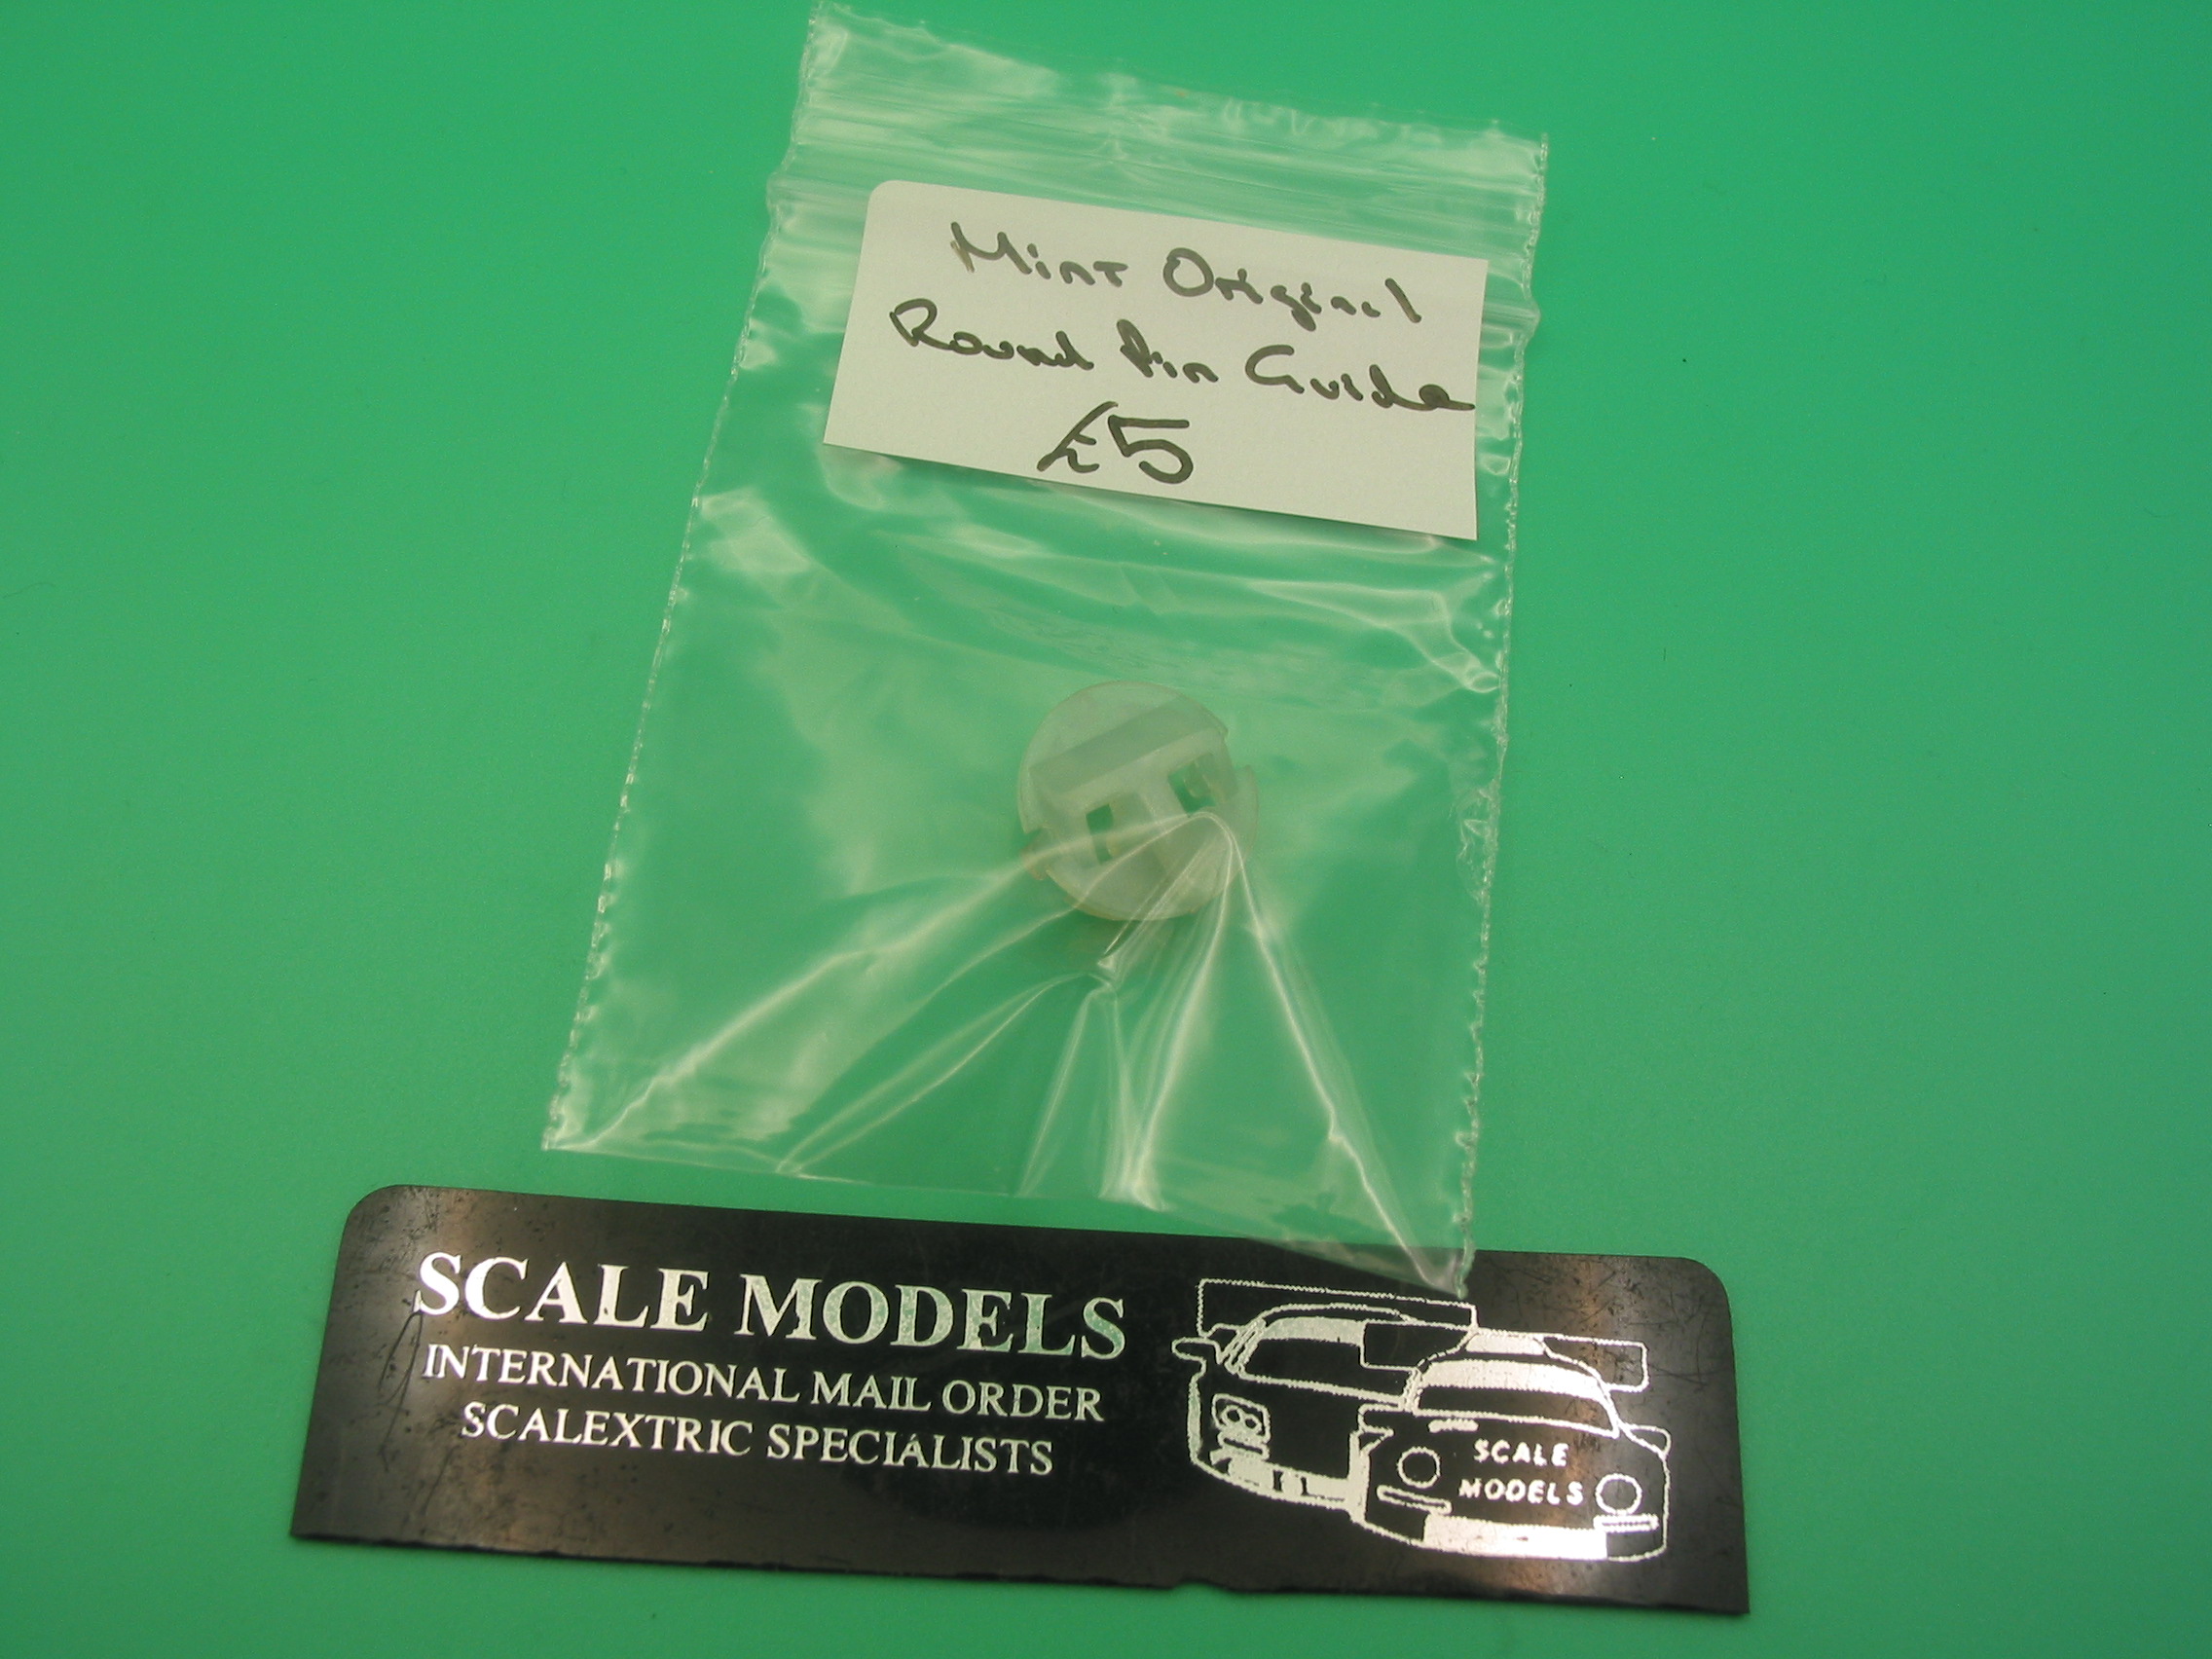 Mint Original
Round Pin Guide
£5
SCALE MODELS
INTERNATIONAL MAIL ORDER
SCALEXTRIC SPECIALISTS
SCALE
MODELS